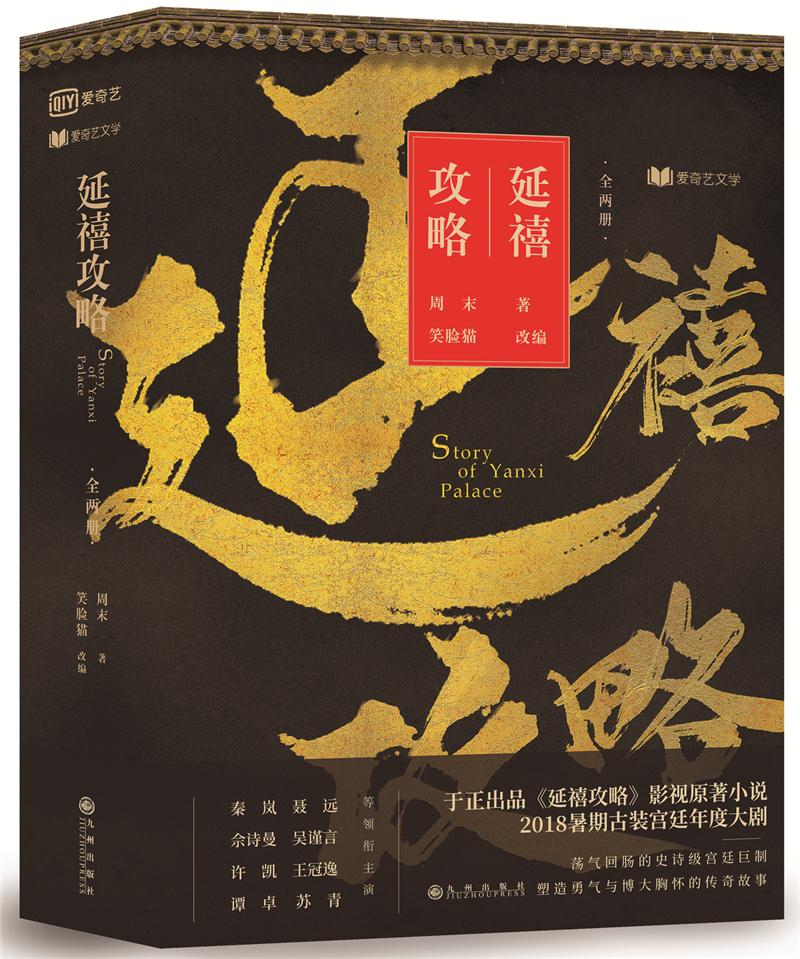 iQIYI 爱奇艺
爱奇艺文学
延禧攻略
Story
of Yanxi
Palace
·全两册·
周末 著
笑脸猫 改编
九州出版社
JIUZHOUPRESS
延禧攻略
延禧
攻略
周末 著
笑脸猫 改编
·全两册·
爱奇艺文学
Story
of Yanxi
Palace
秦岚 聂远
佘诗曼 吴谨言
许凯 王冠逸
谭卓 苏青
等领衔主演
于正出品《延禧攻略》影视原著小说
2018暑期古装宫廷年度大剧
荡气回肠的史诗级宫廷巨制
塑造勇气与博大胸怀的传奇故事
九州出版社
JIUZHOUPRESS